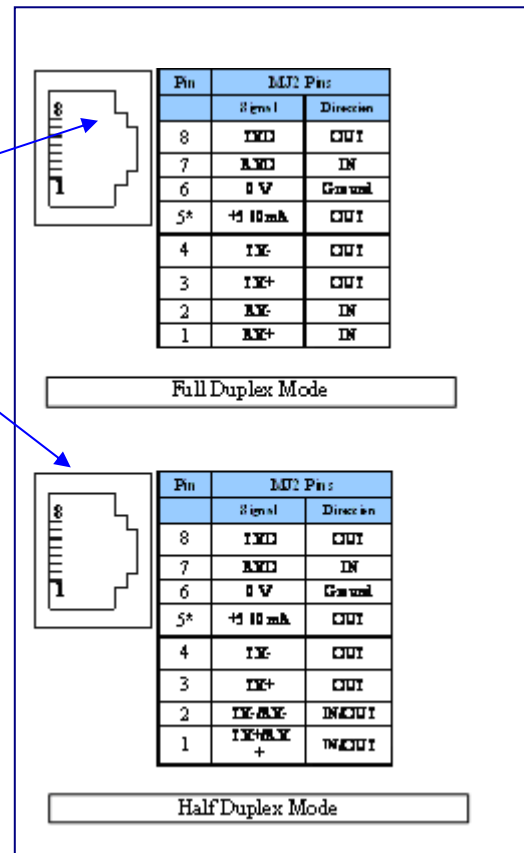 Pin MJ2 Pins
Signal Direction
8
1
8 TXD OUT
7 RXD IN
6 0 V Ground
5* +5 10mA OUT
4 TX- OUT
3 TX+ OUT
2 RX- IN
1 RX+ IN
Full Duplex Mode
Pin MJ2 Pins
Signal Direction
8
1
8 TXD OUT
7 RXD IN
6 0 V Ground
5* +5 10 mA OUT
4 TX- OUT
3 TX+ OUT
2 TX-/RX- IN/OUT
1 TX+/RX
+ IN/OUT
Half Duplex Mode